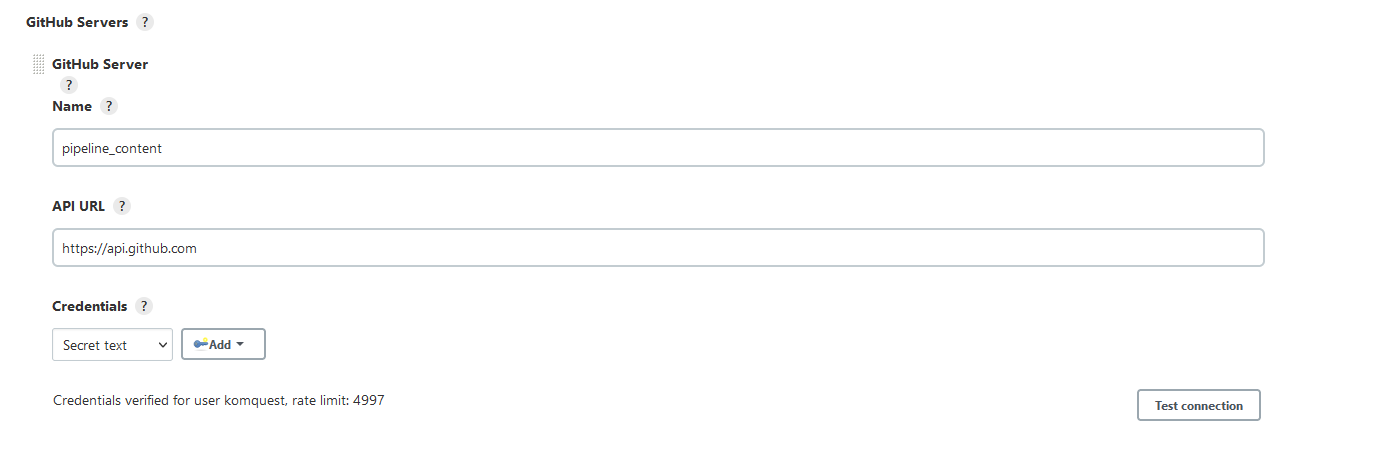 GitHub Servers ?
GitHub Server
?
Name ?
pipeline_content
API URL ?
https://api.github.com
Credentials ?
Secret text Add
Credentials verified for user komquest, rate limit: 4997
Test connection